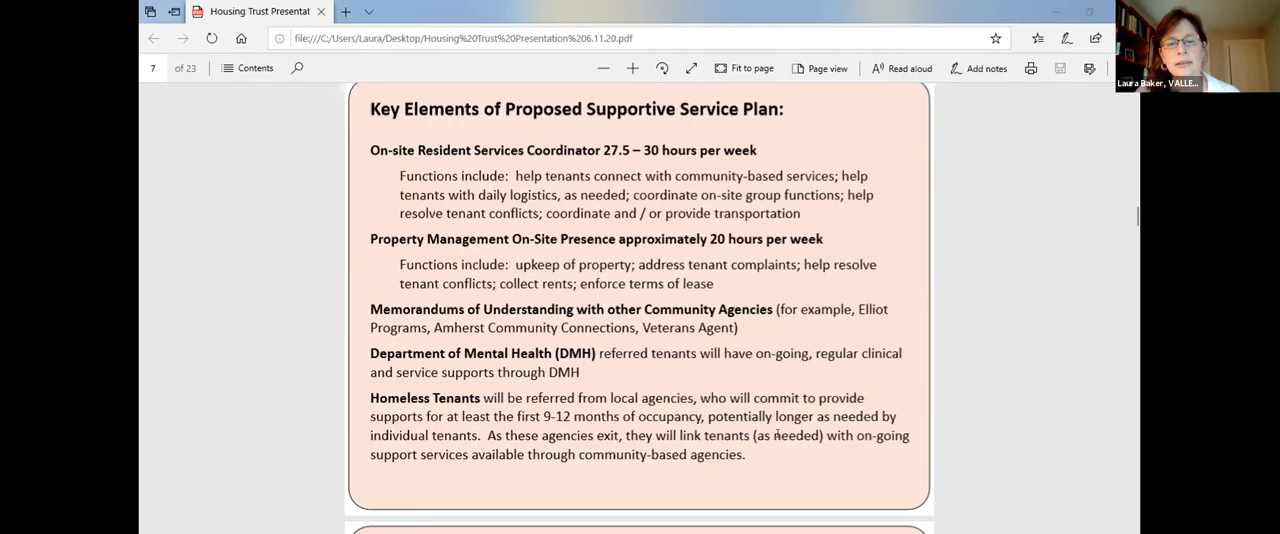 Housing Trust Presentat
file:///C:/Users/Laura/Desktop/Housing%20Trust%20Presentation%206.11.20.pdf
7 of 23 Contents Fit to page Page view Read aloud Add notes
Laura Baker, VALLE...
Key Elements of Proposed Supportive Service Plan:
On-site Resident Services Coordinator 27.5 – 30 hours per week
Functions include: help tenants connect with community-based services; help
tenants with daily logistics, as needed; coordinate on-site group functions; help
resolve tenant conflicts; coordinate and / or provide transportation
Property Management On-Site Presence approximately 20 hours per week
Functions include: upkeep of property; address tenant complaints; help resolve
tenant conflicts; collect rents; enforce terms of lease
Memorandums of Understanding with other Community Agencies (for example, Elliot
Programs, Amherst Community Connections, Veterans Agent)
Department of Mental Health (DMH) referred tenants will have on-going, regular clinical
and service supports through DMH
Homeless Tenants will be referred from local agencies, who will commit to provide
supports for at least the first 9-12 months of occupancy, potentially longer as needed by
individual tenants. As these agencies exit, they will link tenants (as needed) with on-going
support services available through community-based agencies.